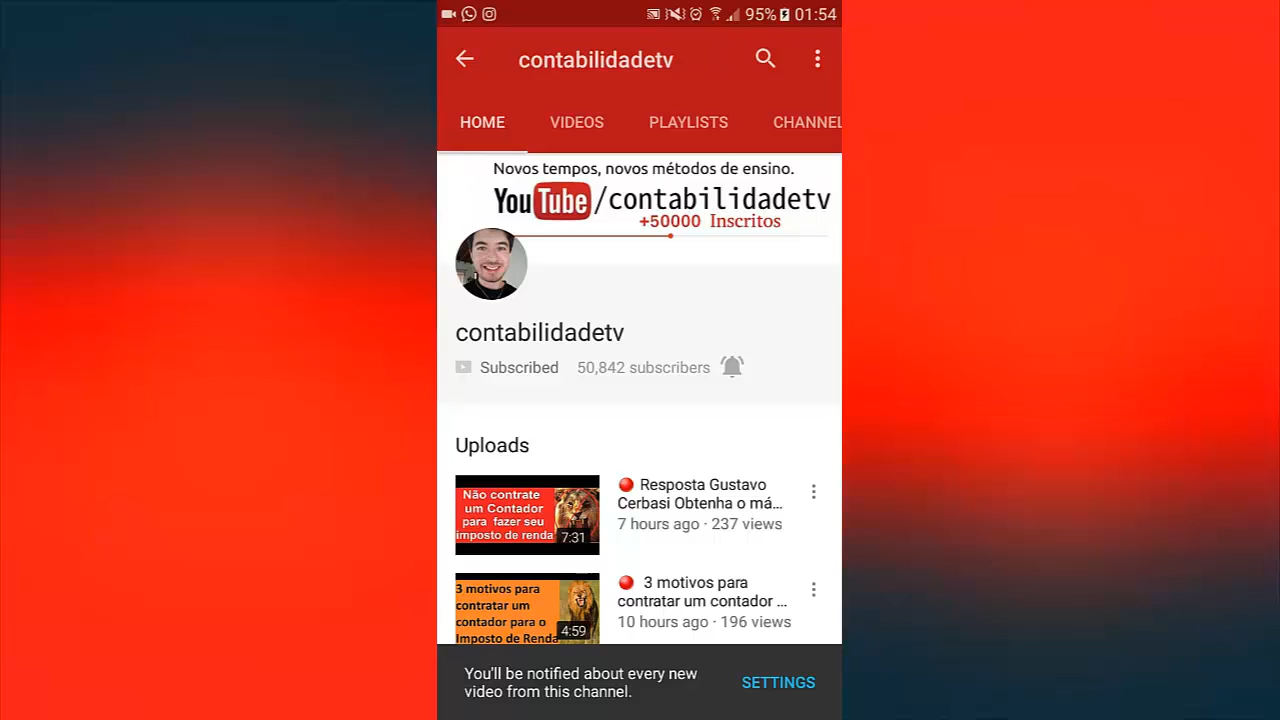 95% 01:54
contabilidadetv
HOME VIDEOS PLAYLISTS CHANNEL
Novos tempos, novos métodos de ensino.
YouTube/contabilidadetv
+50000 Inscritos
contabilidadetv
Subscribed 50,842 subscribers
Uploads
Não contrate
um Contador
para fazer seu
imposto de renda
7:31
Resposta Gustavo
Cerbasi Obtenha o má...
7 hours ago · 237 views
3 motivos para
contratar um
contador para o
Imposto de Renda
4:59
3 motivos para
contratar um contador ...
10 hours ago · 196 views
You'll be notified about every new
video from this channel.
SETTINGS